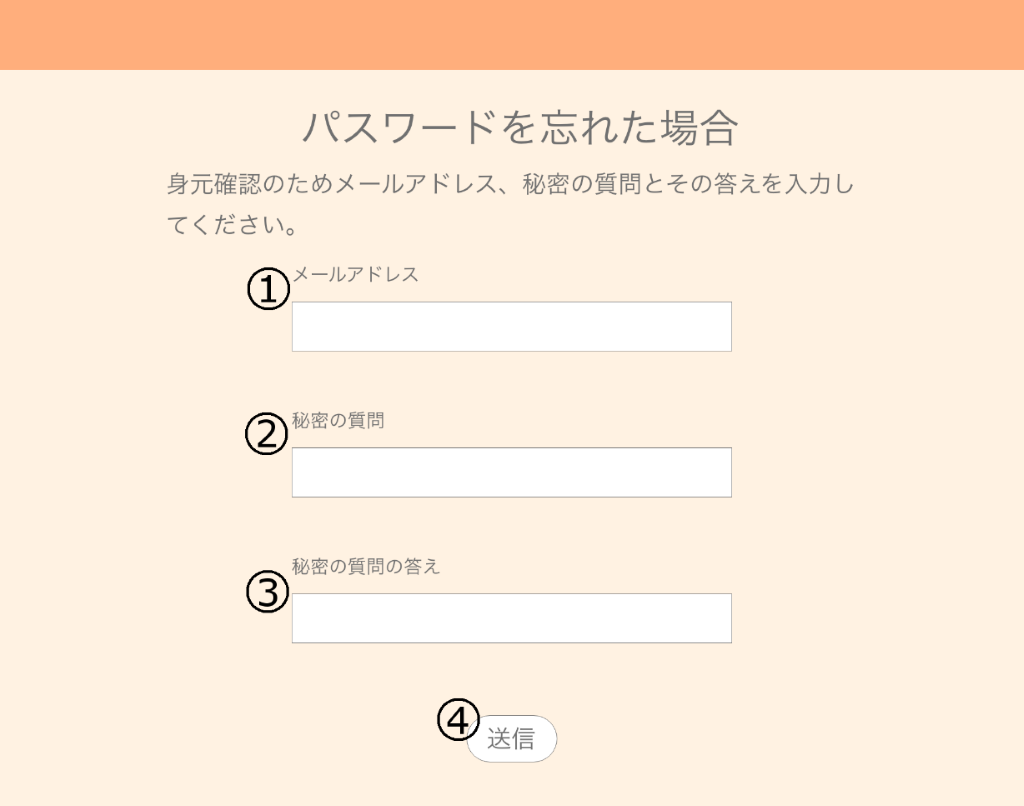 パスワードを忘れた場合
身元確認のためメールアドレス、秘密の質問とその答えを入力し
てください。
① メールアドレス
② 秘密の質問
③ 秘密の質問の答え
④ 送信